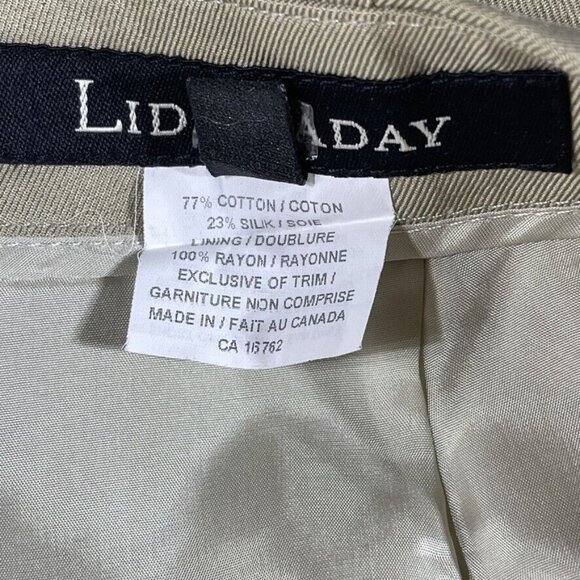 LID ADAY
77% COTTON / COTON
23% SILK / SOIE
LINING / DOUBLURE
100% RAYON / RAYONNE
EXCLUSIVE OF TRIM /
GARNITURE NON COMPRISE
MADE IN / FAIT AU CANADA
CA 16762